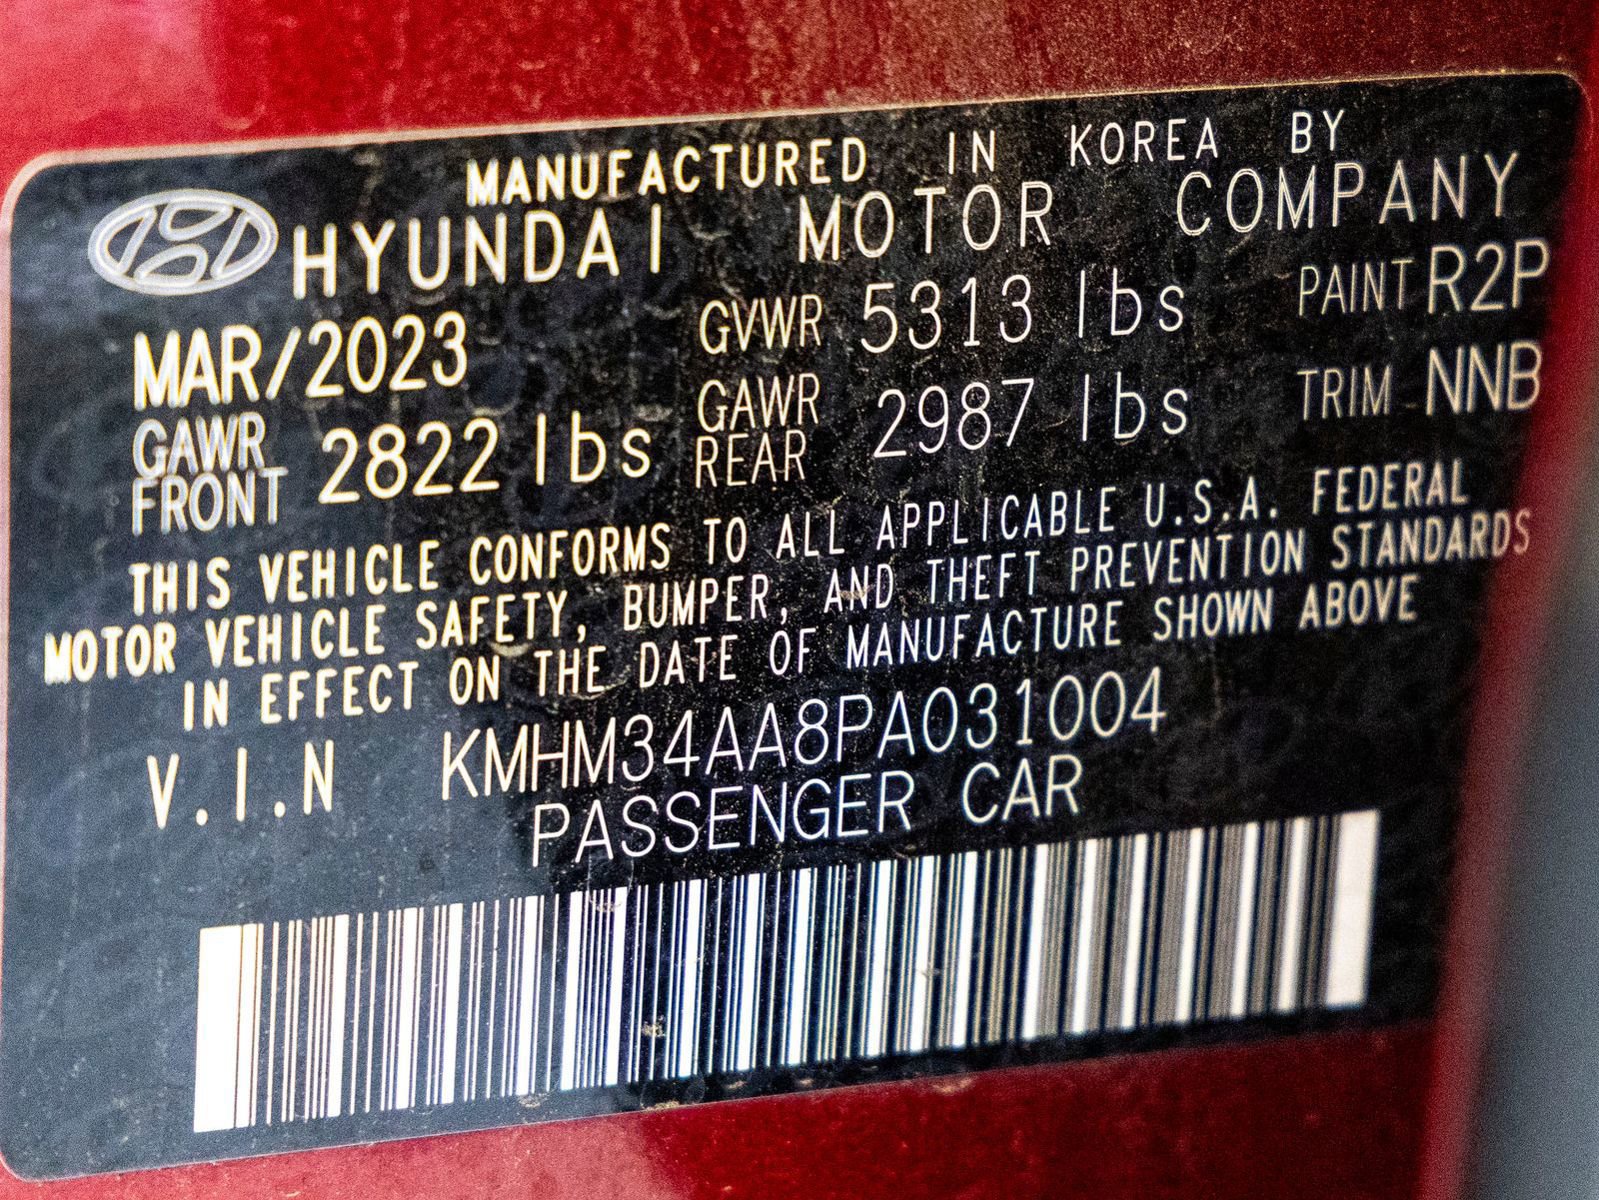 MANUFACTURED IN KOREA BY
HYUNDAI MOTOR COMPANY
MAR/2023 GVWR 5313 lbs PAINT R2P
GAWR FRONT 2822 lbs GAWR REAR 2987 lbs TRIM NNB
THIS VEHICLE CONFORMS TO ALL APPLICABLE U.S.A. FEDERAL
MOTOR VEHICLE SAFETY, BUMPER, AND THEFT PREVENTION STANDARDS
IN EFFECT ON THE DATE OF MANUFACTURE SHOWN ABOVE
V.I.N KMHM34AA8PA031004
PASSENGER CAR